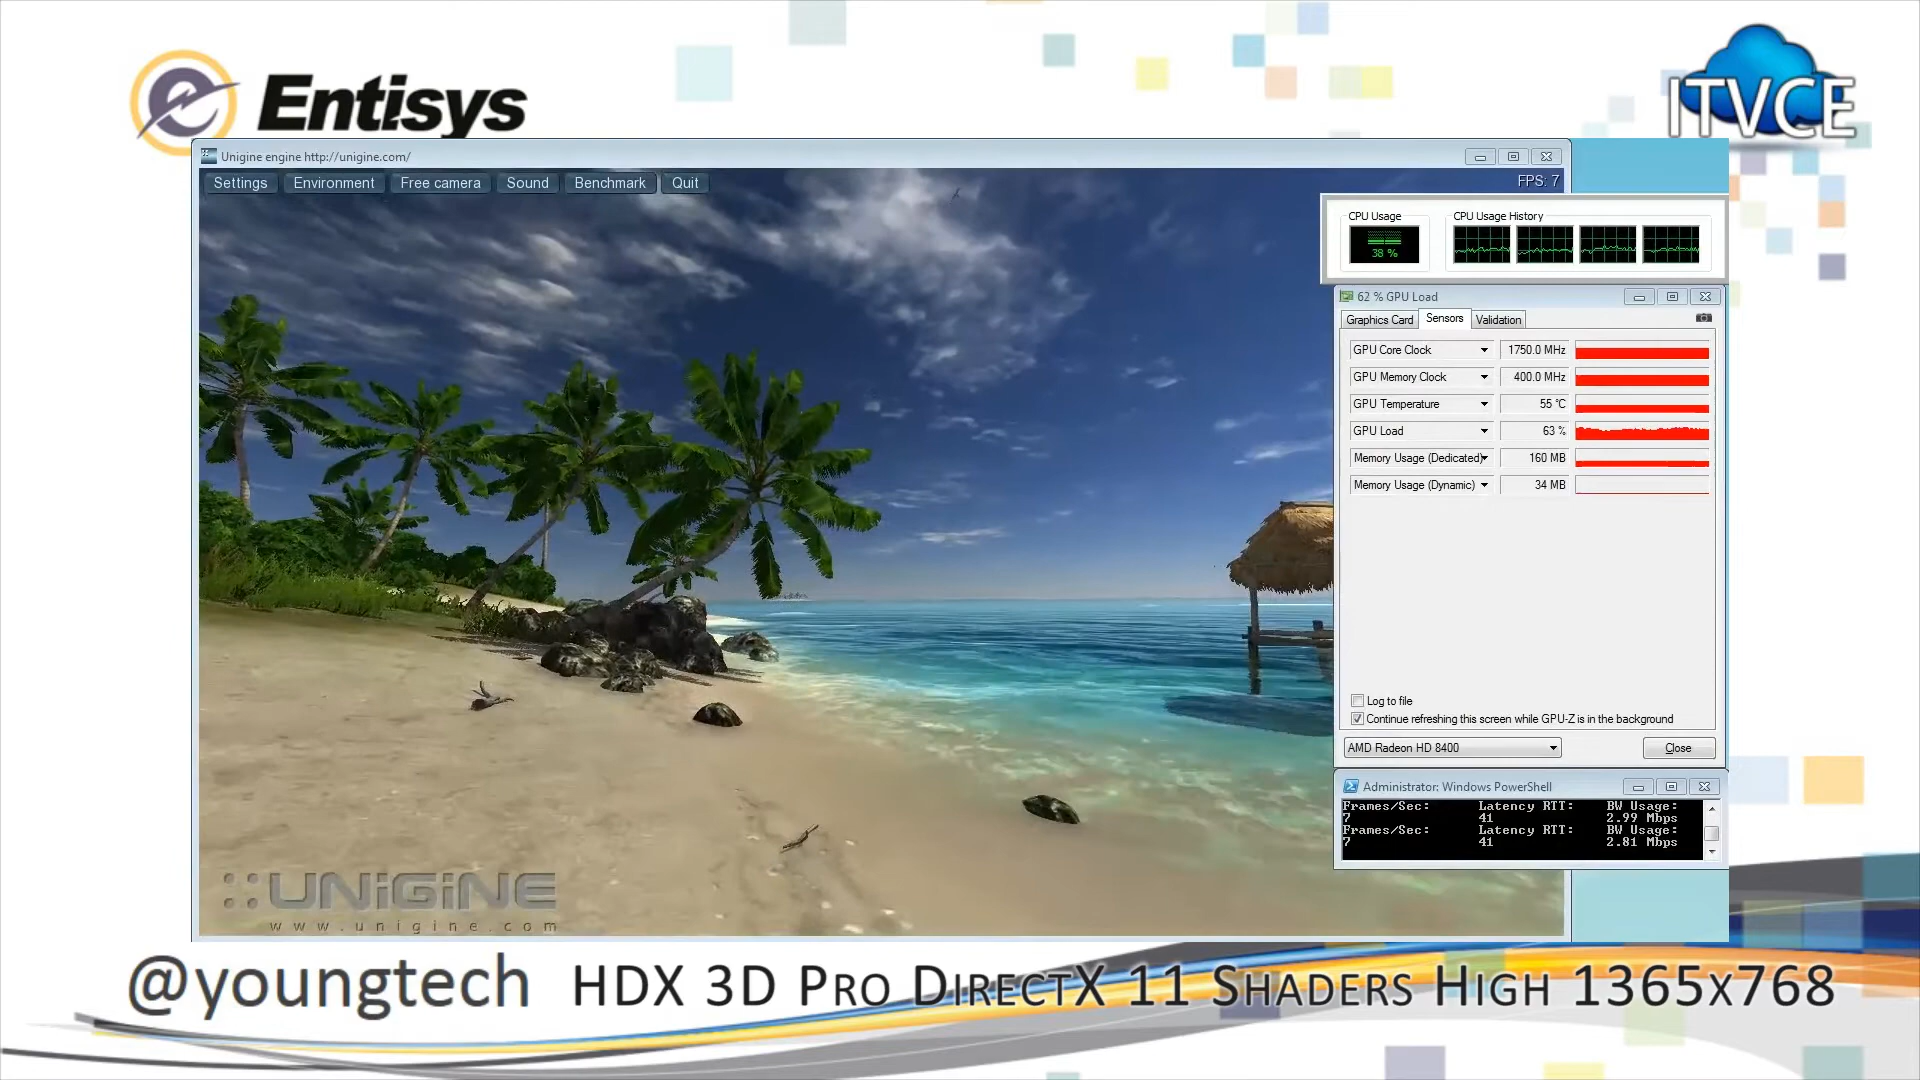 Entisys
ITVCE
Unigine engine http://unigine.com/
Settings Environment Free camera Sound Benchmark Quit
FPS: 7
CPU Usage
38 %
CPU Usage History
62 % GPU Load
Graphics Card Sensors Validation
GPU Core Clock 1750.0 MHz
GPU Memory Clock 400.0 MHz
GPU Temperature 55 °C
GPU Load 63 %
Memory Usage (Dedicated) 160 MB
Memory Usage (Dynamic) 34 MB
Log to file
Continue refreshing this screen while GPU-Z is in the background
AMD Radeon HD 8400 Close
Administrator: Windows PowerShell
Frames/Sec: Latency RTT: BW Usage:
7 41 2.99 Mbps
Frames/Sec: Latency RTT: BW Usage:
7 41 2.81 Mbps
UNiGiNE
www.unigine.com
@youngtech HDX 3D Pro DirectX 11 Shaders High 1365x768